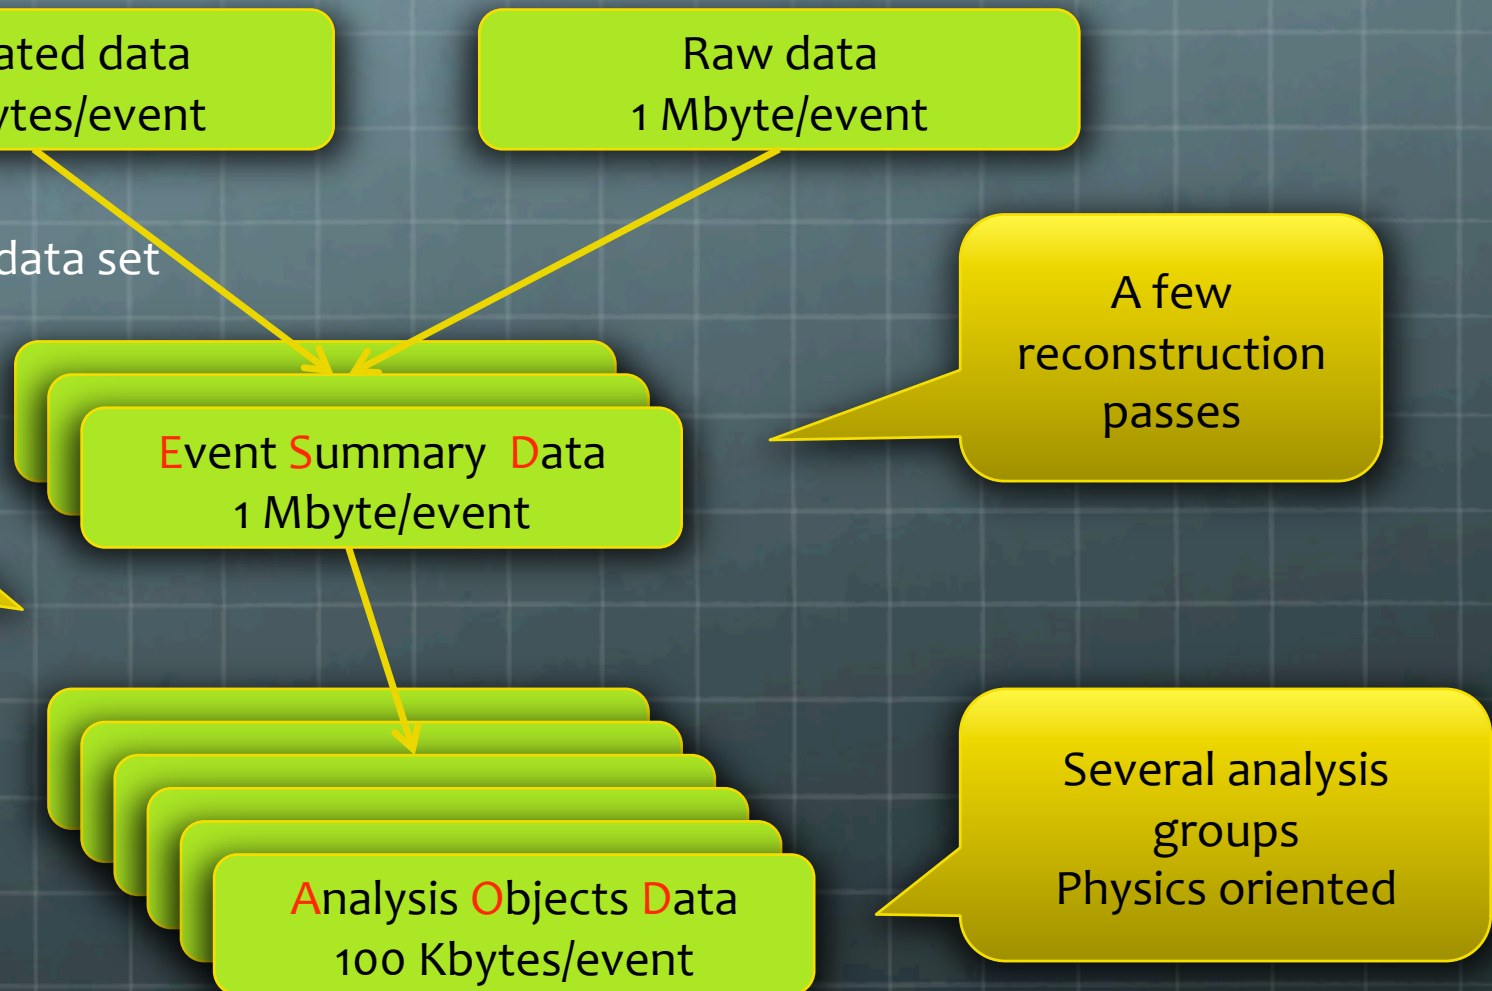 ated data
ytes/event
Raw data
1 Mbyte/event
data set
A few
reconstruction
passes
Event Summary Data
1 Mbyte/event
Several analysis
groups
Physics oriented
Analysis Objects Data
100 Kbytes/event